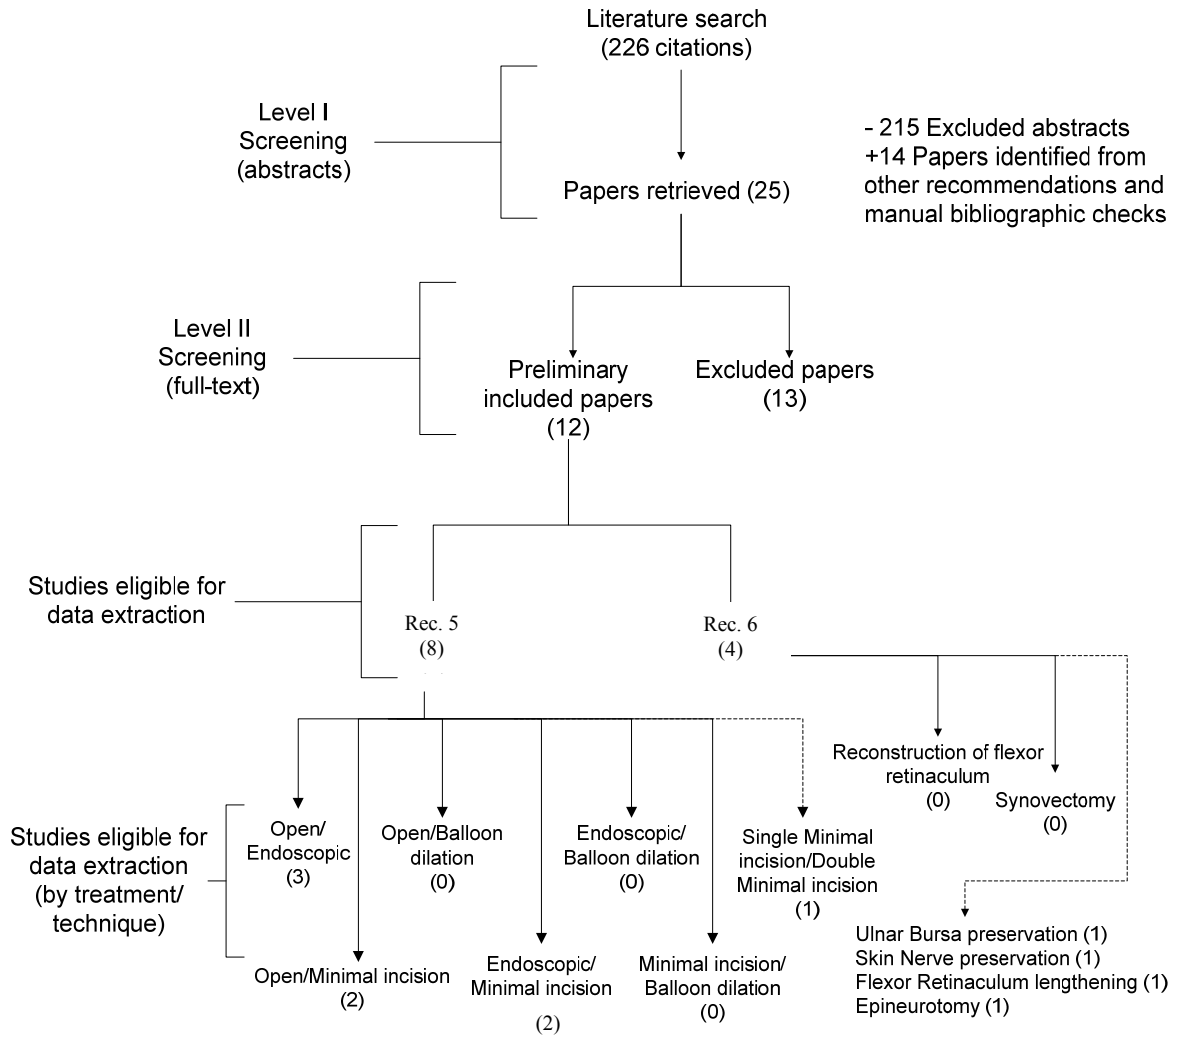 Literature search
(226 citations)
Level I
Screening
(abstracts)
- 215 Excluded abstracts
+14 Papers identified from
other recommendations and
manual bibliographic checks
Papers retrieved (25)
Level II
Screening
(full-text)
Preliminary
included papers
(12)
Excluded papers
(13)
Studies eligible for
data extraction
Rec. 5
(8)
Rec. 6
(4)
Reconstruction of flexor
retinaculum
(0)
Synovectomy
(0)
Studies eligible for
data extraction
(by treatment/
technique)
Open/
Endoscopic
(3)
Open/Balloon
dilation
(0)
Endoscopic/
Balloon dilation
(0)
Single Minimal
incision/Double
Minimal incision
(1)
Open/Minimal incision
(2)
Endoscopic/
Minimal incision
(2)
Minimal incision/
Balloon dilation
(0)
Ulnar Bursa preservation (1)
Skin Nerve preservation (1)
Flexor Retinaculum lengthening (1)
Epineurotomy (1)